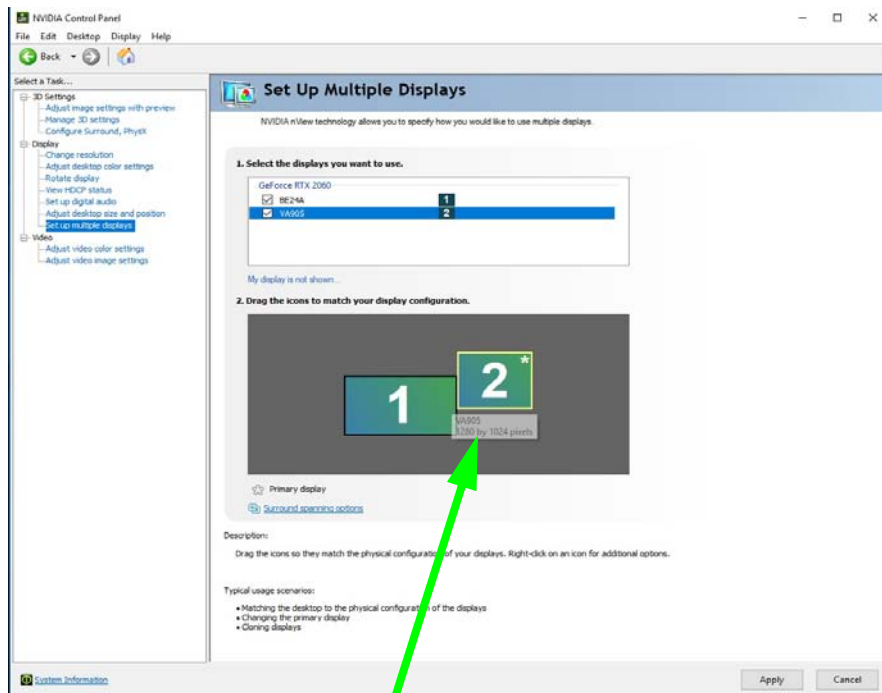 NVIDIA Control Panel
File Edit Desktop Display Help
Back
Select a Task...
3D Settings
Adjust image settings with preview
Manage 3D settings
Configure Surround, PhysX
Display
Change resolution
Adjust desktop color settings
Rotate display
View HDCP status
Set up digital audio
Adjust desktop size and position
Set up multiple displays
Video
Adjust video color settings
Adjust video image settings
Set Up Multiple Displays
NVIDIA nView technology allows you to specify how you would like to use multiple displays.
1. Select the displays you want to use.
GeForce RTX 2060
BE24A 1
VA905 2
My display is not shown...
2. Drag the icons to match your display configuration.
1
2
*
VA905
1280 by 1024 pixels
Primary display
Surround spanning options
Description:
Drag the icons so they match the physical configuration of your displays. Right-click on an icon for additional options.
Typical usage scenarios:
• Matching the desktop to the physical configuration of the displays
• Changing the primary display
• Cloning displays
System Information
Apply Cancel